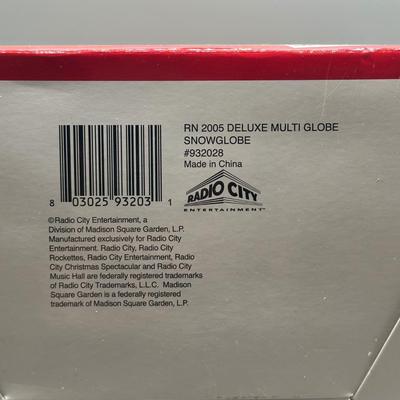 RN 2005 DELUXE MULTI GLOBE
SNOWGLOBE
#932028
Made in China
8 03025 93203 1
RADIO CITY
ENTERTAINMENT™
©Radio City Entertainment, a
Division of Madison Square Garden, L.P.
Manufactured exclusively for Radio City
Entertainment. Radio City, Radio City
Rockettes, Radio City Entertainment, Radio
City Christmas Spectacular and Radio City
Music Hall are federally registered trademarks
of Radio City Trademarks, L.L.C. Madison
Square Garden is a federally registered
trademark of Madison Square Garden, L.P.